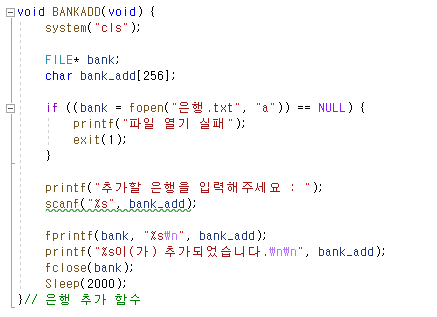 void BANKADD(void) {
system("cls");
FILE* bank;
char bank_add[256];
if ((bank = fopen("은행.txt", "a")) == NULL) {
printf("파일 열기 실패");
exit(1);
}
printf("추가할 은행을 입력해주세요 : ");
scanf("%s", bank_add);
fprintf(bank, "%s₩n", bank_add);
printf("%s이(가) 추가되었습니다.₩n₩n", bank_add);
fclose(bank);
Sleep(2000);
}// 은행 추가 함수